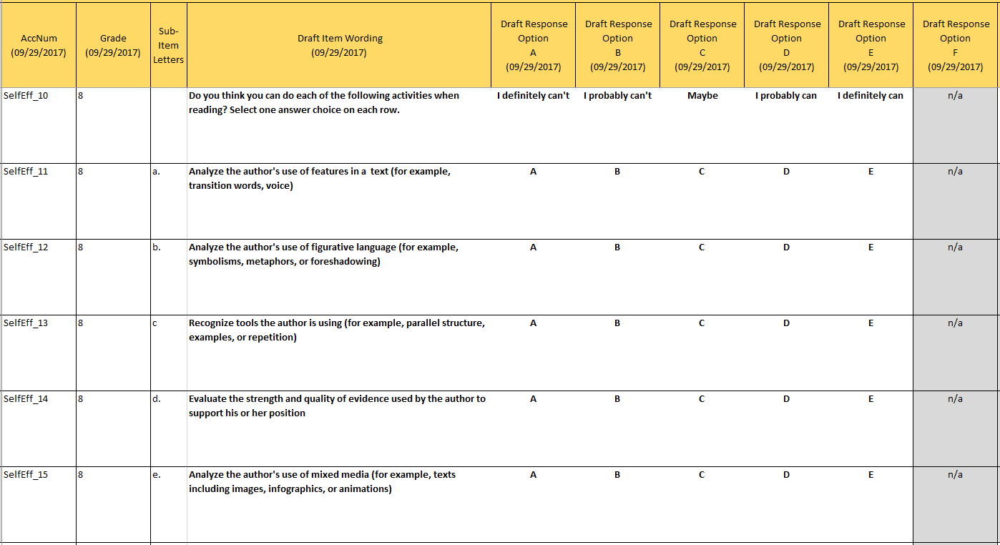 AccNum (09/29/2017) Grade (09/29/2017) Sub-Item Letters Draft Item Wording (09/29/2017) Draft Response Option A (09/29/2017) Draft Response Option B (09/29/2017) Draft Response Option C (09/29/2017) Draft Response Option D (09/29/2017) Draft Response Option E (09/29/2017) Draft Response Option F (09/29/2017)
SelfEff_10 8 Do you think you can do each of the following activities when I definitely can't I probably can't Maybe I probably can I definitely can n/a
reading? Select one answer choice on each row.
SelfEff_11 8 a. Analyze the author's use of features in a  text (for example, A B C D E n/a
transition words, voice)
SelfEff_12 8 b. Analyze the author's use of figurative language (for example, A B C D E n/a
symbolisms, metaphors, or foreshadowing)
SelfEff_13 8 c Recognize tools the author is using (for example, parallel structure, A B C D E n/a
examples, or repetition)
SelfEff_14 8 d. Evaluate the strength and quality of evidence used by the author to A B C D E n/a
support his or her position
SelfEff_15 8 e. Analyze the author's use of mixed media (for example, texts A B C D E n/a
including images, infographics, or animations)